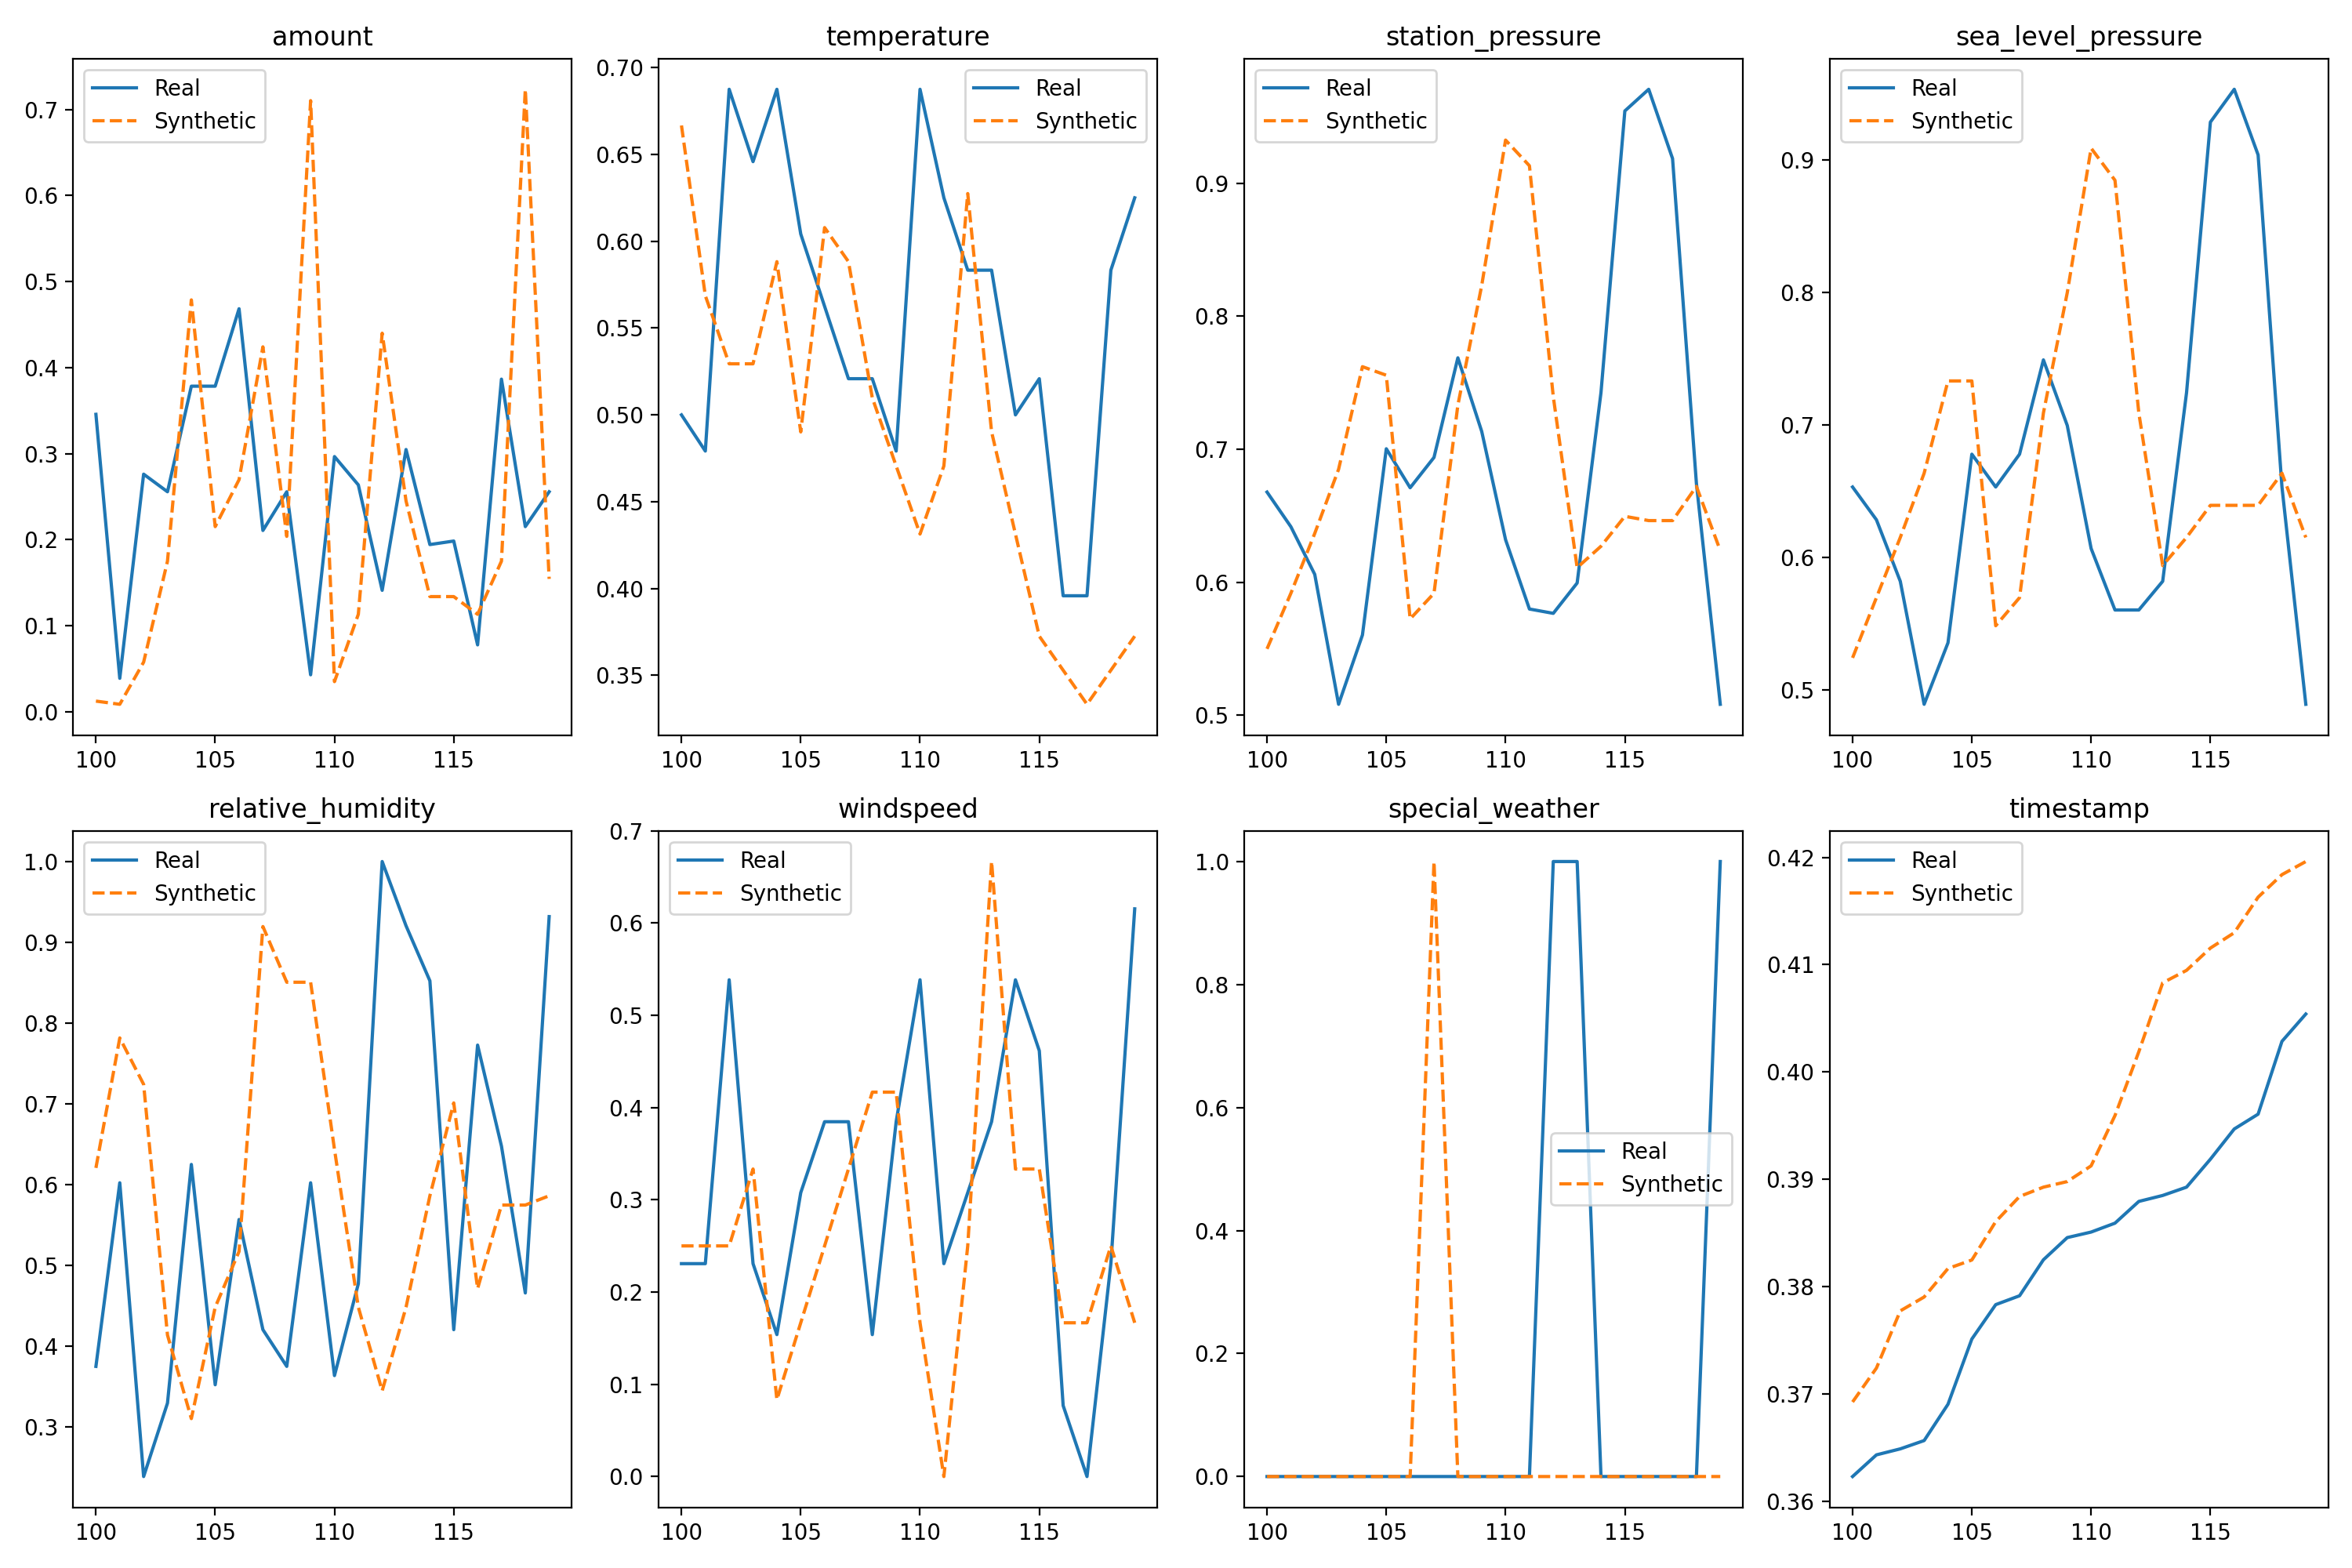 amount
Real
Synthetic
0.7
0.6
0.5
0.4
0.3
0.2
0.1
0.0
100 105 110 115
temperature
Real
Synthetic
0.70
0.65
0.60
0.55
0.50
0.45
0.40
0.35
100 105 110 115
station_pressure
Real
Synthetic
0.9
0.8
0.7
0.6
0.5
100 105 110 115
sea_level_pressure
Real
Synthetic
0.9
0.8
0.7
0.6
0.5
100 105 110 115
relative_humidity
Real
Synthetic
1.0
0.9
0.8
0.7
0.6
0.5
0.4
0.3
100 105 110 115
windspeed
Real
Synthetic
0.7
0.6
0.5
0.4
0.3
0.2
0.1
0.0
100 105 110 115
special_weather
1.0
0.8
0.6
0.4
0.2
0.0
Real
Synthetic
100 105 110 115
timestamp
Real
Synthetic
0.42
0.41
0.40
0.39
0.38
0.37
0.36
100 105 110 115